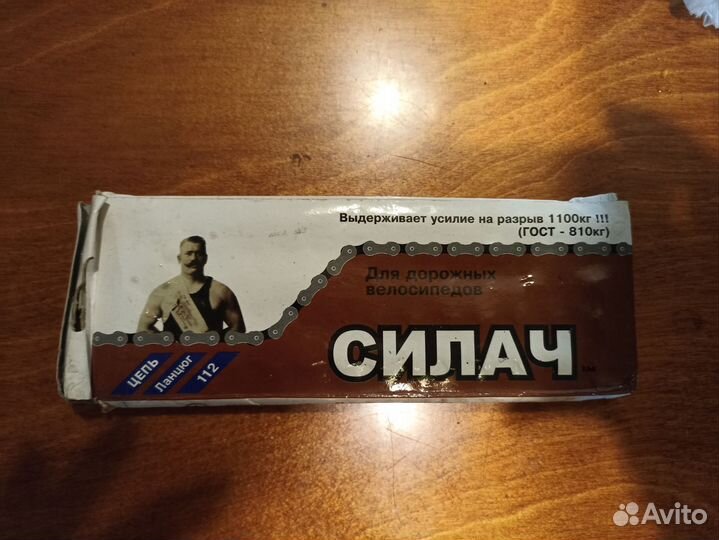 Выдерживает усилие на разрыв 1100кг !!!
(ГОСТ - 810кг)
Для дорожных
велосипедов
СИЛАЧ
ЦЕПЬ
Ланцюг
112
Avito